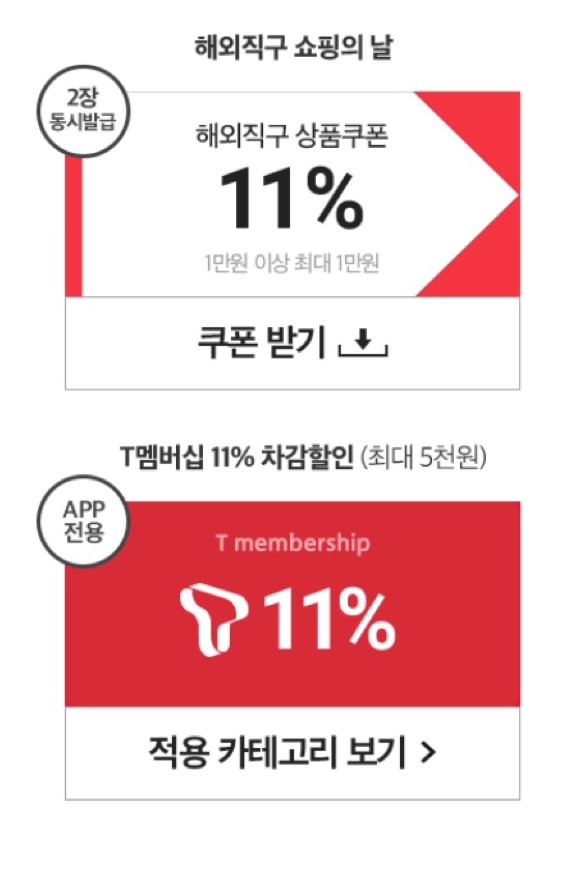 해외직구 쇼핑의 날
2장
동시발급
해외직구 상품쿠폰
11%
1만원 이상 최대 1만원
쿠폰 받기
T멤버십 11% 차감할인 (최대 5천원)
APP
전용
T membership
11%
적용 카테고리 보기 >